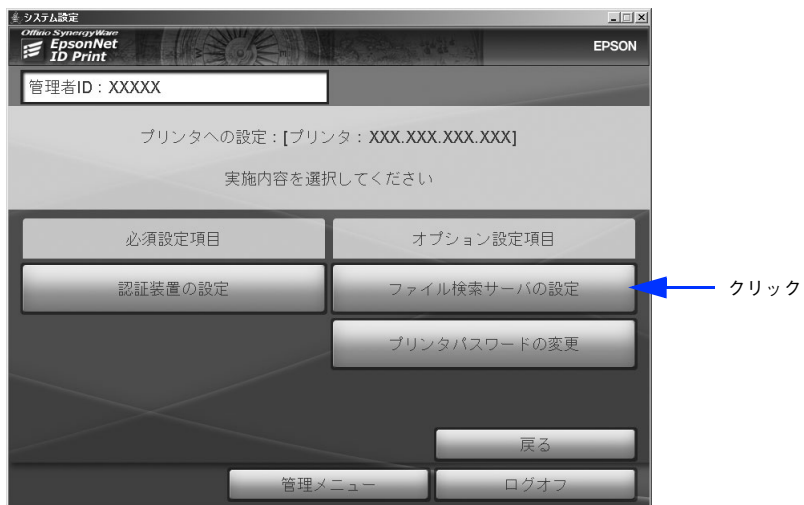 システム設定
Offirio SynergyWare
EpsonNet
ID Print
EPSON
管理者ID：XXXXX
プリンタへの設定：[プリンタ：XXX.XXX.XXX.XXX]
実施内容を選択してください
必須設定項目
オプション設定項目
認証装置の設定
ファイル検索サーバの設定
クリック
プリンタパスワードの変更
戻る
管理メニュー
ログオフ